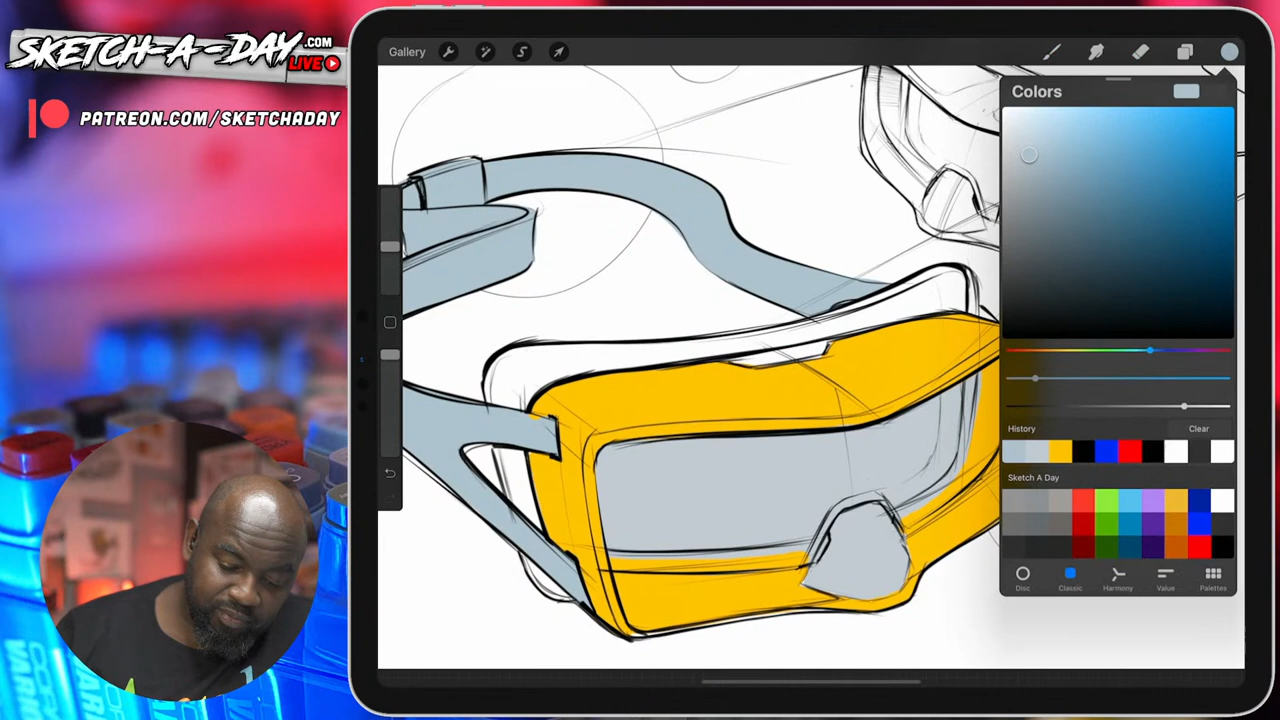 SKETCH-A-DAY.COM
LIVE
PATREON.COM/SKETCHADAY
Gallery
Colors
History
Clear
Sketch A Day
Disc
Classic
Harmony
Value
Palettes